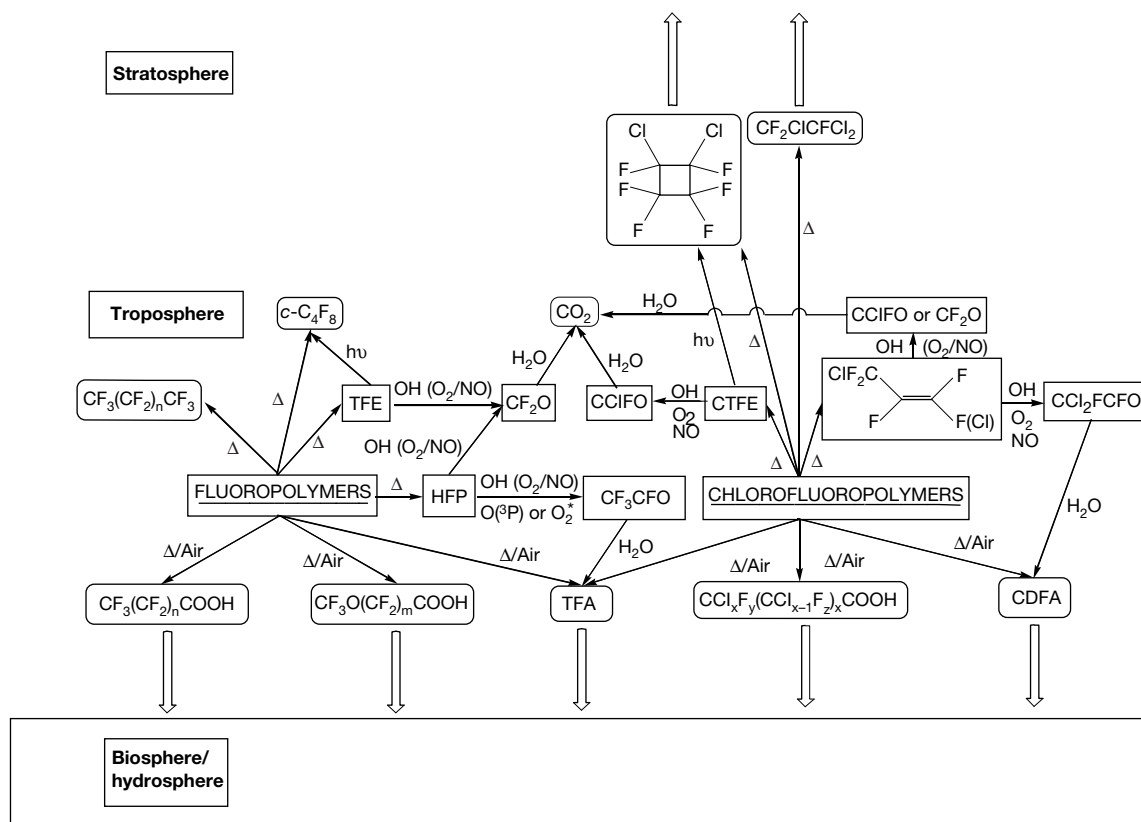 Stratosphere
Cl Cl
F F
F F
F F
CF₂ClCFCl₂
Δ
Troposphere
c-C₄F₈
hυ
CF₃(CF₂)ₙCF₃
Δ
Δ
Δ
TFE
OH (O₂/NO)
CF₂O
H₂O
CO₂
H₂O
H₂O
CClFO
OH
O₂
NO
CTFE
hυ
Δ
CClFO or CF₂O
OH (O₂/NO)
ClF₂C
F
F
F(Cl)
OH
O₂
NO
CCl₂FCFO
OH (O₂/NO)
Δ
Δ
FLUOROPOLYMERS
Δ
HFP
OH (O₂/NO)
O(³P) or O₂*
CF₃CFO
CHLOROFLUOROPOLYMERS
H₂O
H₂O
Δ/Air
Δ/Air
Δ/Air
Δ/Air
Δ/Air
Δ/Air
CF₃(CF₂)ₙCOOH
CF₃O(CF₂)ₘCOOH
TFA
CClₓFᵧ(CClₓ₋₁F_z)ₓCOOH
CDFA
Biosphere/
hydrosphere